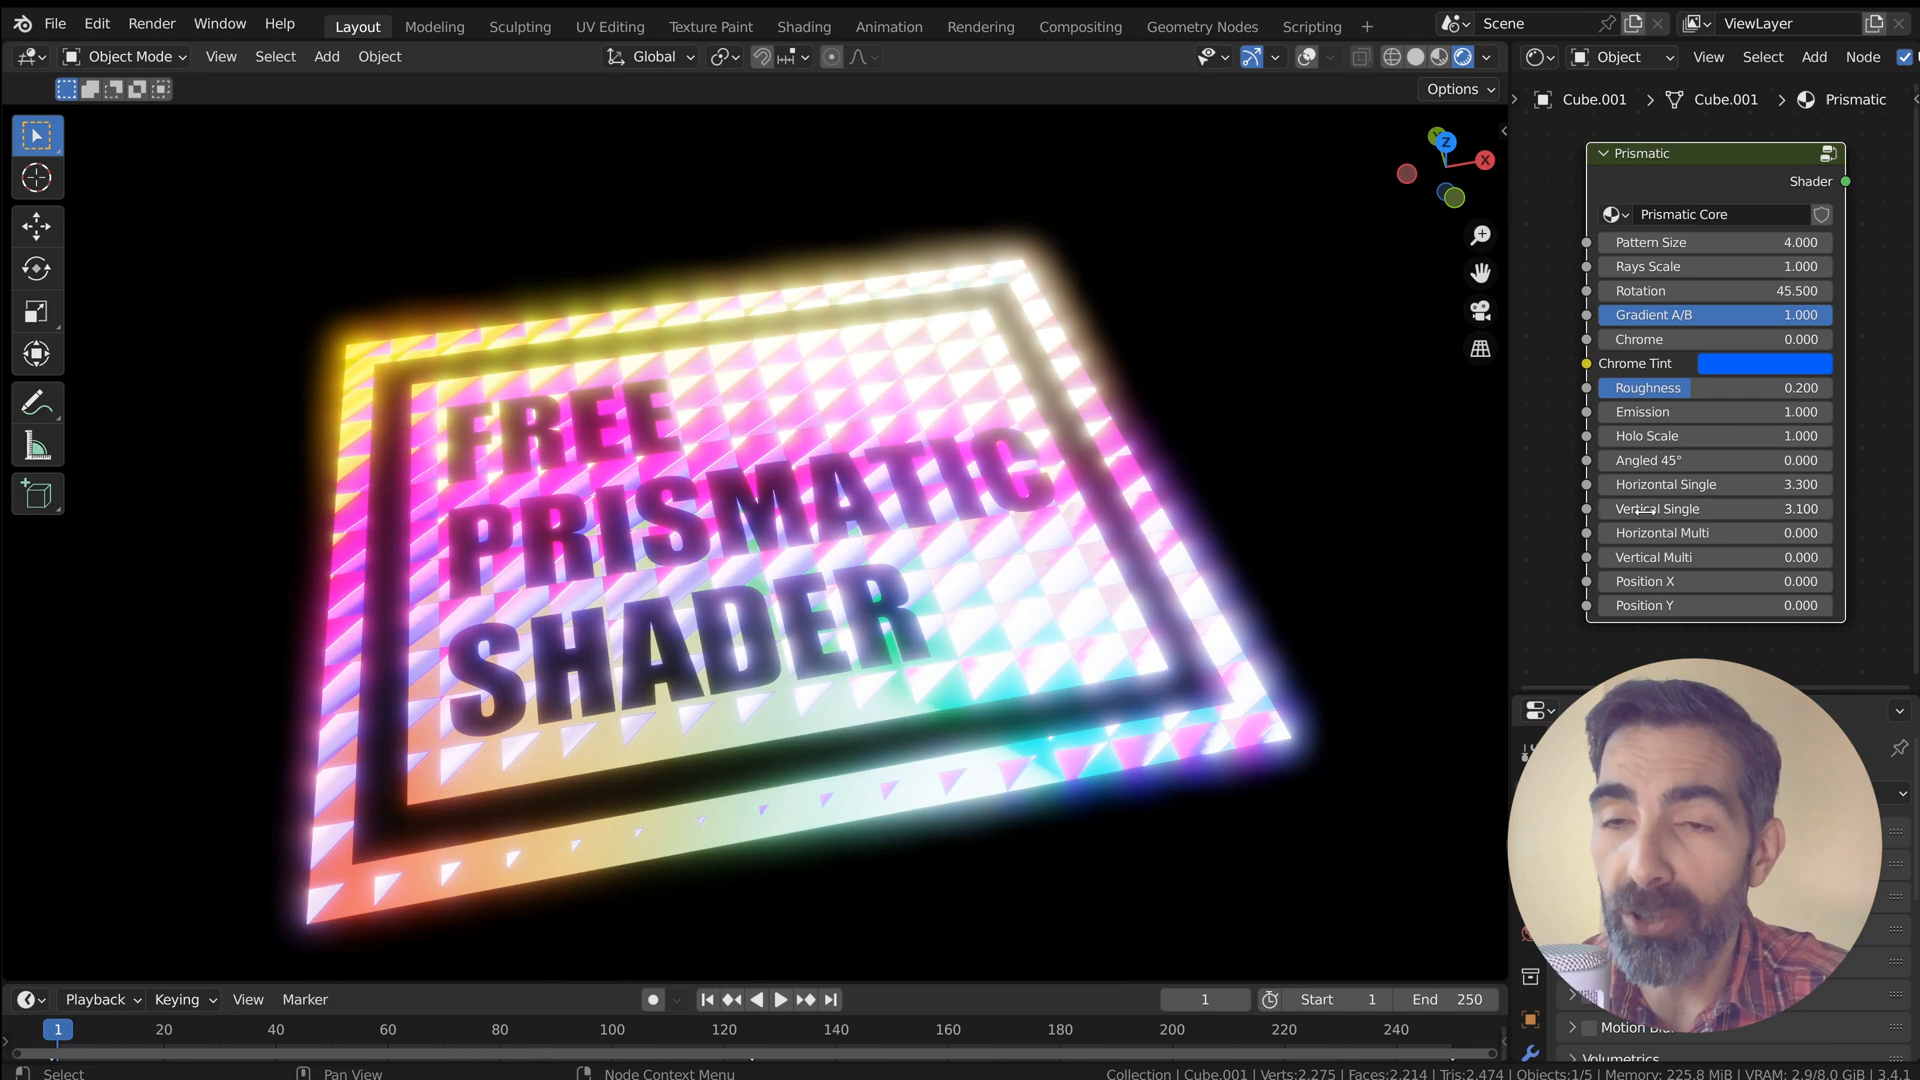 File Edit Render Window Help Layout Modeling Sculpting UV Editing Texture Paint Shading Animation Rendering Compositing Geometry Nodes Scripting + Scene ViewLayer
Object Mode View Select Add Object Global Object View Select Add Node
Options
Cube.001 > Cube.001 > Prismatic
Z
X
Prismatic
Shader
Prismatic Core
Pattern Size 4.000
Rays Scale 1.000
Rotation 45.500
Gradient A/B 1.000
Chrome 0.000
Chrome Tint
Roughness 0.200
Emission 1.000
Holo Scale 1.000
Angled 45° 0.000
Horizontal Single 3.300
Vertical Single 3.100
Horizontal Multi 0.000
Vertical Multi 0.000
Position X 0.000
Position Y 0.000
FREE
PRISMATIC
SHADER
Playback Keying View Marker 1 Start 1 End 250
1 20 40 60 80 100 120 140 160 180 200 220 240
Motion
Volumetrics
Select Pan View Node Context Menu Collection | Cube.001 | Verts:2.275 | Faces:2.214 | Tris:2.474 | Objects:1/5 | Memory: 225.8 MiB | VRAM: 2.9/8.0 GiB | 3.4.1